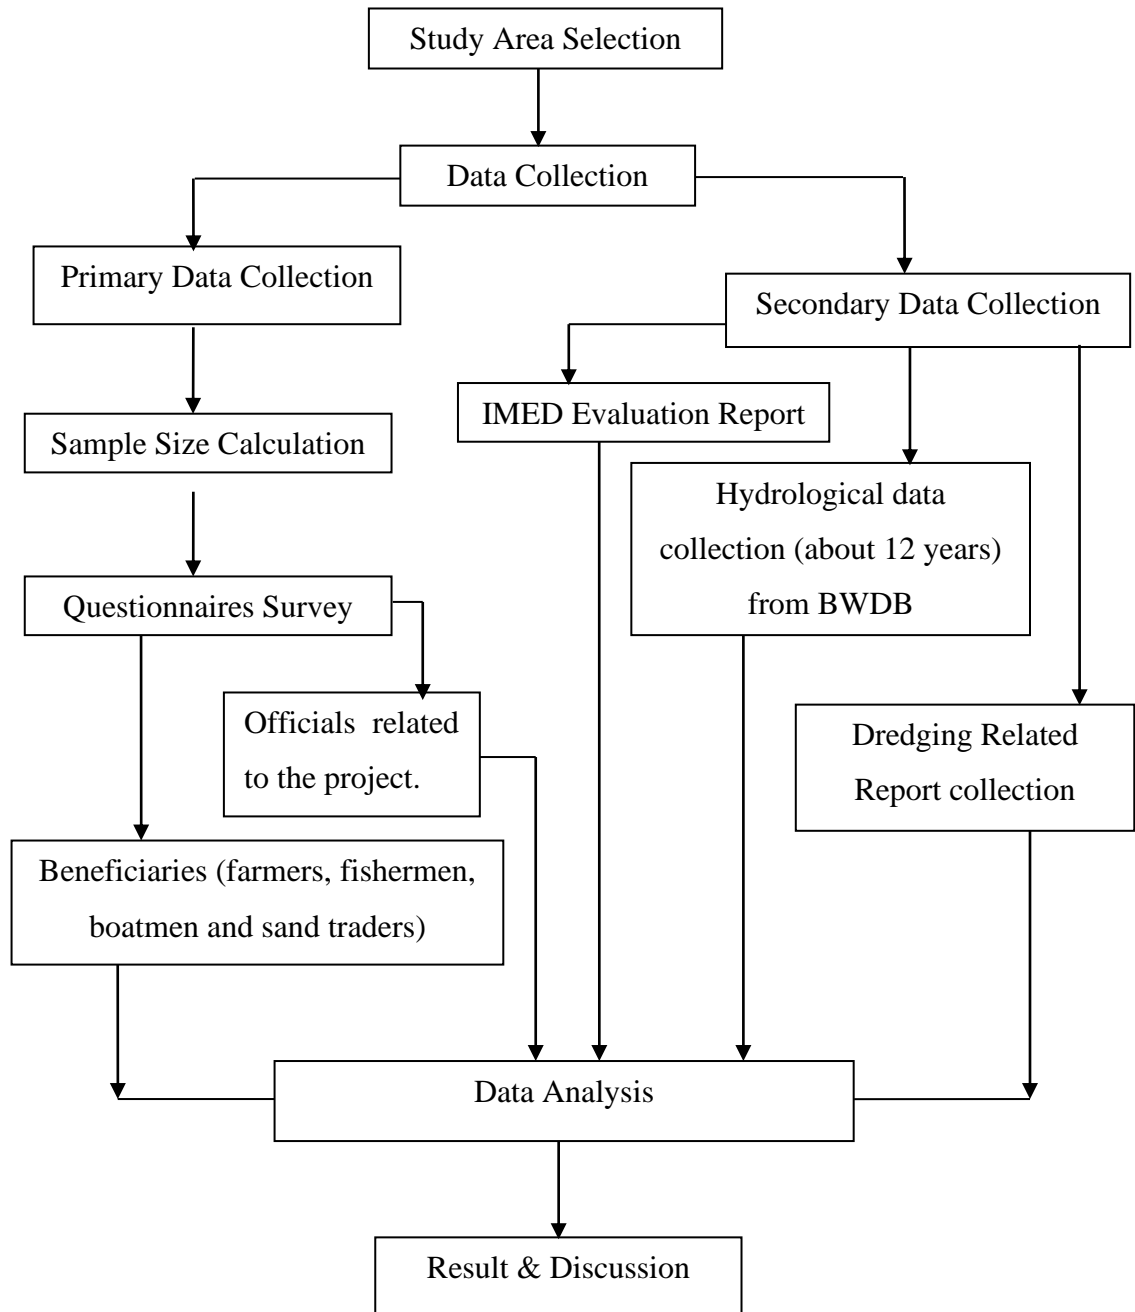 Study Area Selection
Data Collection
Primary Data Collection
Secondary Data Collection
IMED Evaluation Report
Sample Size Calculation
Hydrological data
collection (about 12 years)
from BWDB
Questionnaires Survey
Officials related
to the project.
Dredging Related
Report collection
Beneficiaries (farmers, fishermen,
boatmen and sand traders)
Data Analysis
Result & Discussion